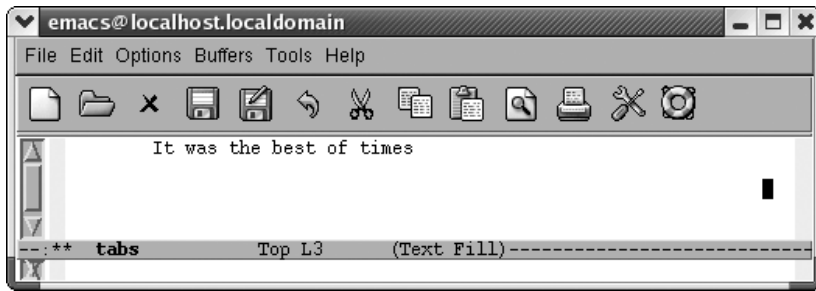 emacs@localhost.localdomain
File Edit Options Buffers Tools Help
It was the best of times
--:** tabs Top L3 (Text Fill)----------------------------